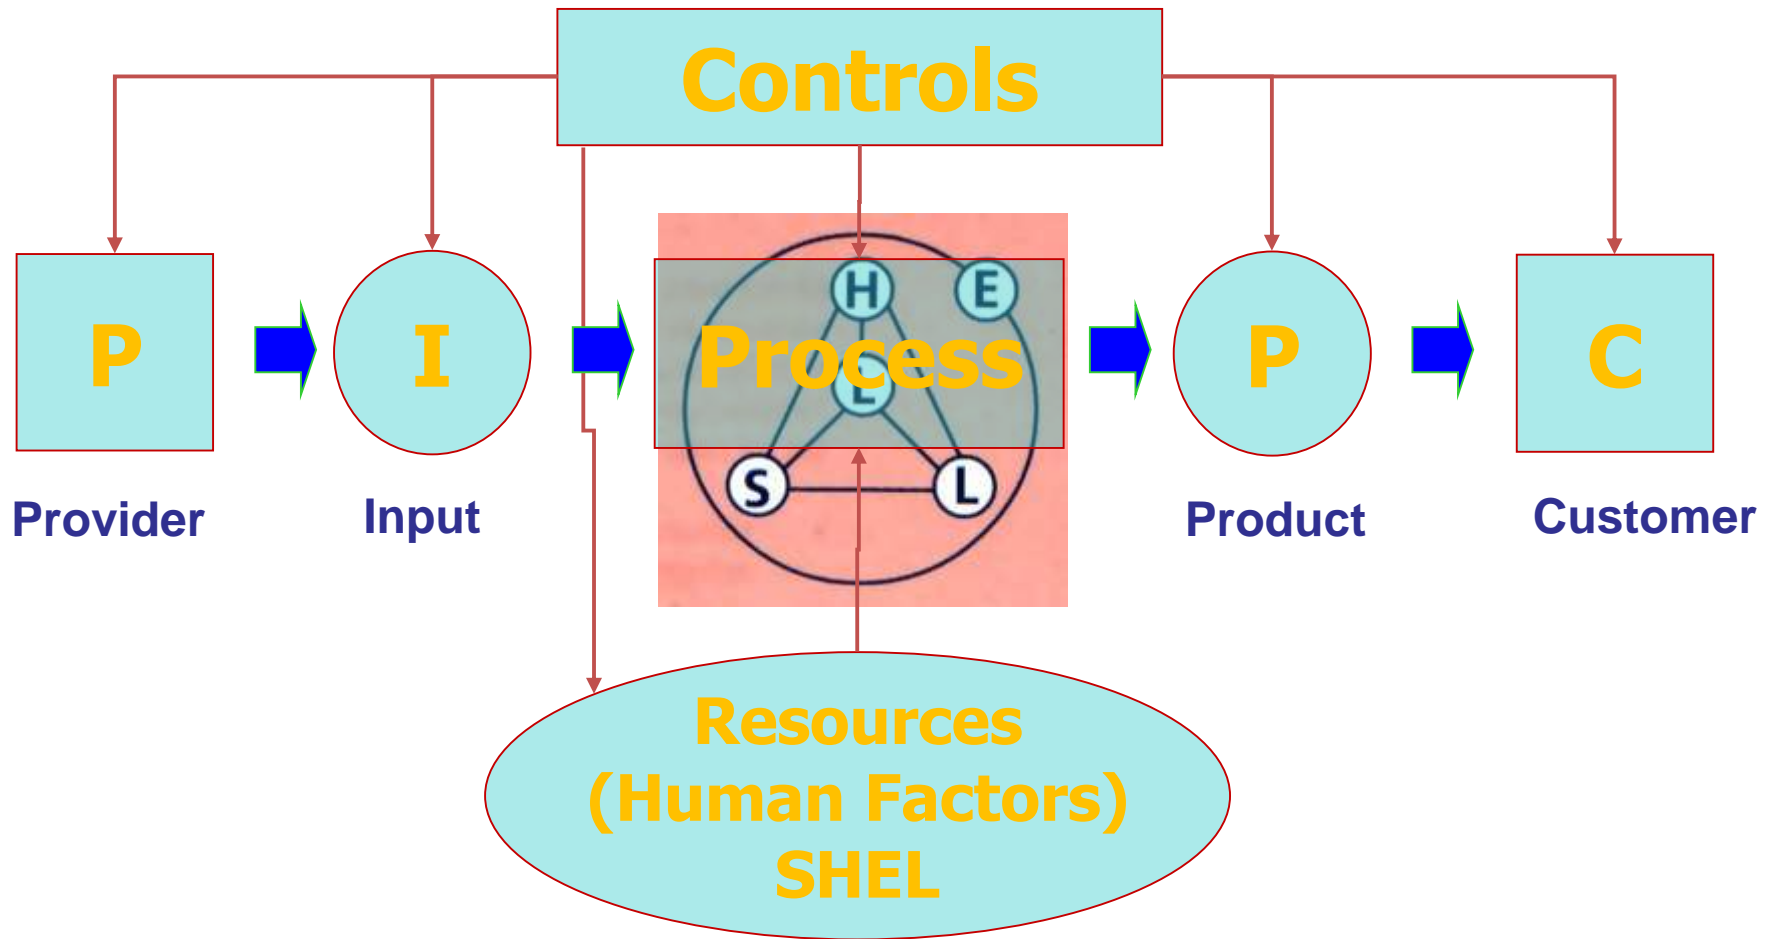 Controls
H
E
P
I
Process
P
C
L
S
L
Provider
Input
Product
Customer
Resources
(Human Factors)
SHEL